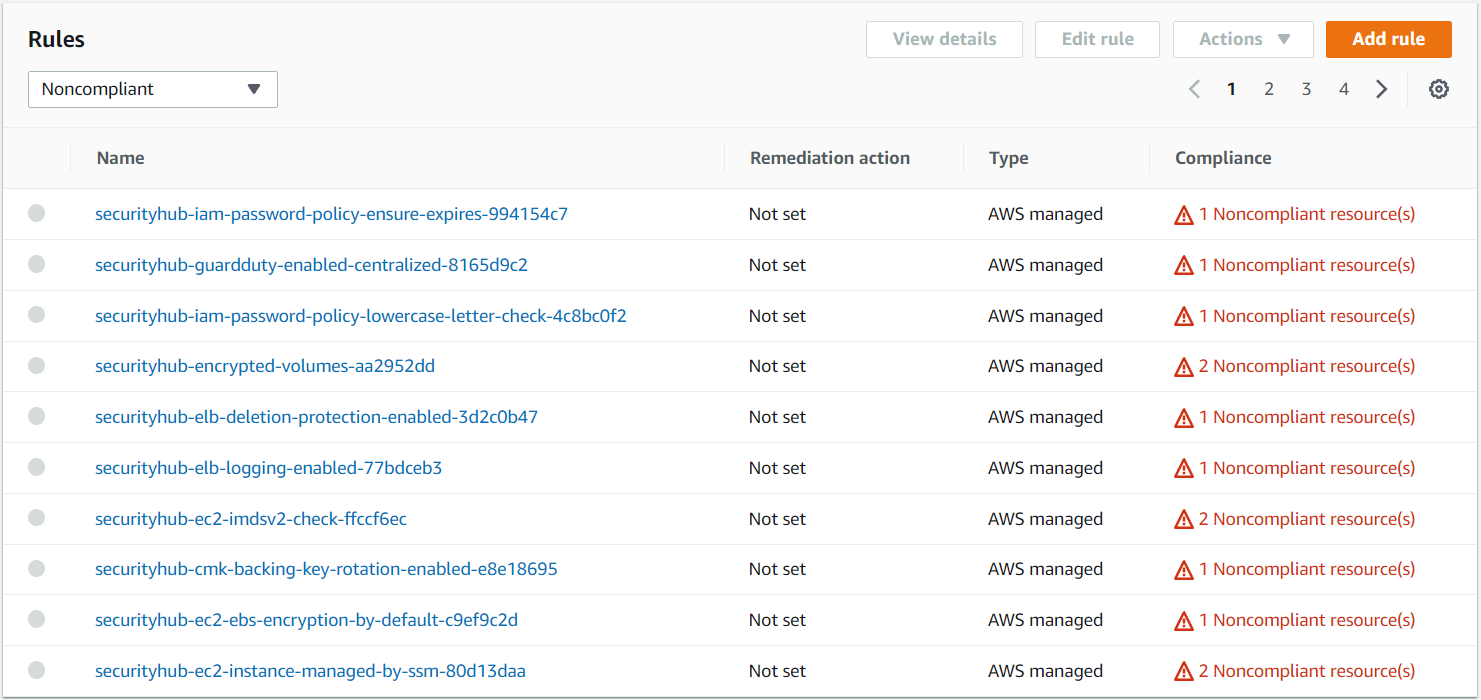 Rules View details Edit rule Actions Add rule
Noncompliant 1 2 3 4
Name Remediation action Type Compliance
securityhub-iam-password-policy-ensure-expires-994154c7 Not set AWS managed 1 Noncompliant resource(s)
securityhub-guardduty-enabled-centralized-8165d9c2 Not set AWS managed 1 Noncompliant resource(s)
securityhub-iam-password-policy-lowercase-letter-check-4c8bc0f2 Not set AWS managed 1 Noncompliant resource(s)
securityhub-encrypted-volumes-aa2952dd Not set AWS managed 2 Noncompliant resource(s)
securityhub-elb-deletion-protection-enabled-3d2c0b47 Not set AWS managed 1 Noncompliant resource(s)
securityhub-elb-logging-enabled-77bdceb3 Not set AWS managed 1 Noncompliant resource(s)
securityhub-ec2-imdsv2-check-ffccf6ec Not set AWS managed 2 Noncompliant resource(s)
securityhub-cmk-backing-key-rotation-enabled-e8e18695 Not set AWS managed 1 Noncompliant resource(s)
securityhub-ec2-ebs-encryption-by-default-c9ef9c2d Not set AWS managed 1 Noncompliant resource(s)
securityhub-ec2-instance-managed-by-ssm-80d13daa Not set AWS managed 2 Noncompliant resource(s)